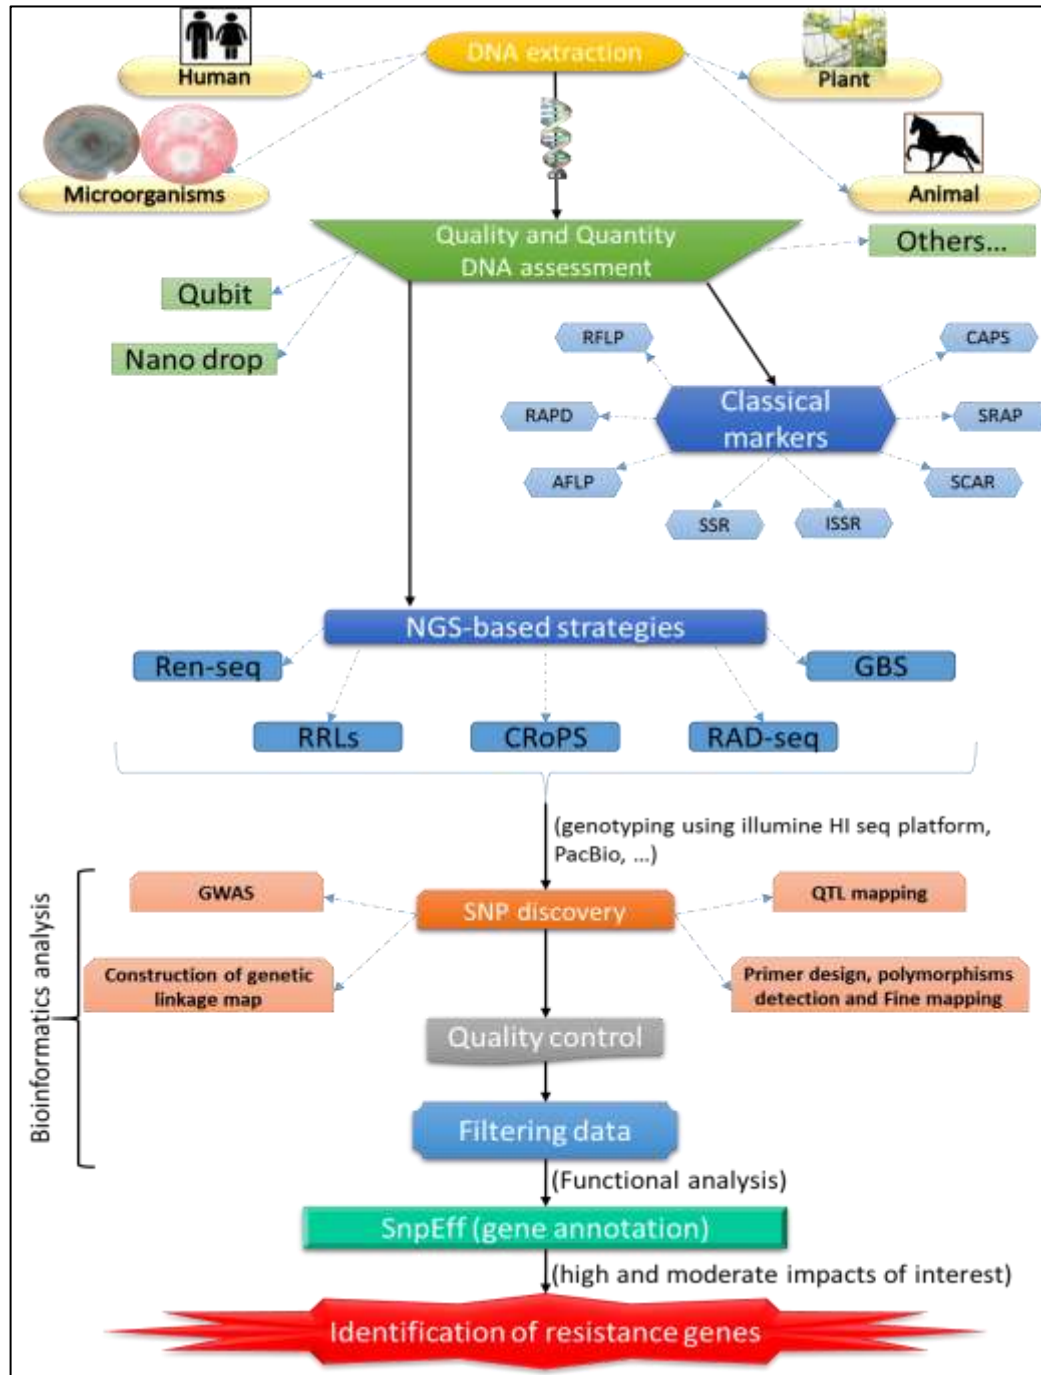 DNA extraction
Human
Plant
Microorganisms
Animal
Quality and Quantity
DNA assessment
Others...
Qubit
Nano drop
RFLP
CAPS
Classical
markers
RAPD
SRAP
AFLP
SCAR
SSR
ISSR
NGS-based strategies
Ren-seq
GBS
RRLs
CRoPS
RAD-seq
(genotyping using illumine HI seq platform,
PacBio, ...)
Bioinformatics analysis
GWAS
SNP discovery
QTL mapping
Construction of genetic
linkage map
Primer design, polymorphisms
detection and Fine mapping
Quality control
Filtering data
(Functional analysis)
SnpEff (gene annotation)
(high and moderate impacts of interest)
Identification of resistance genes